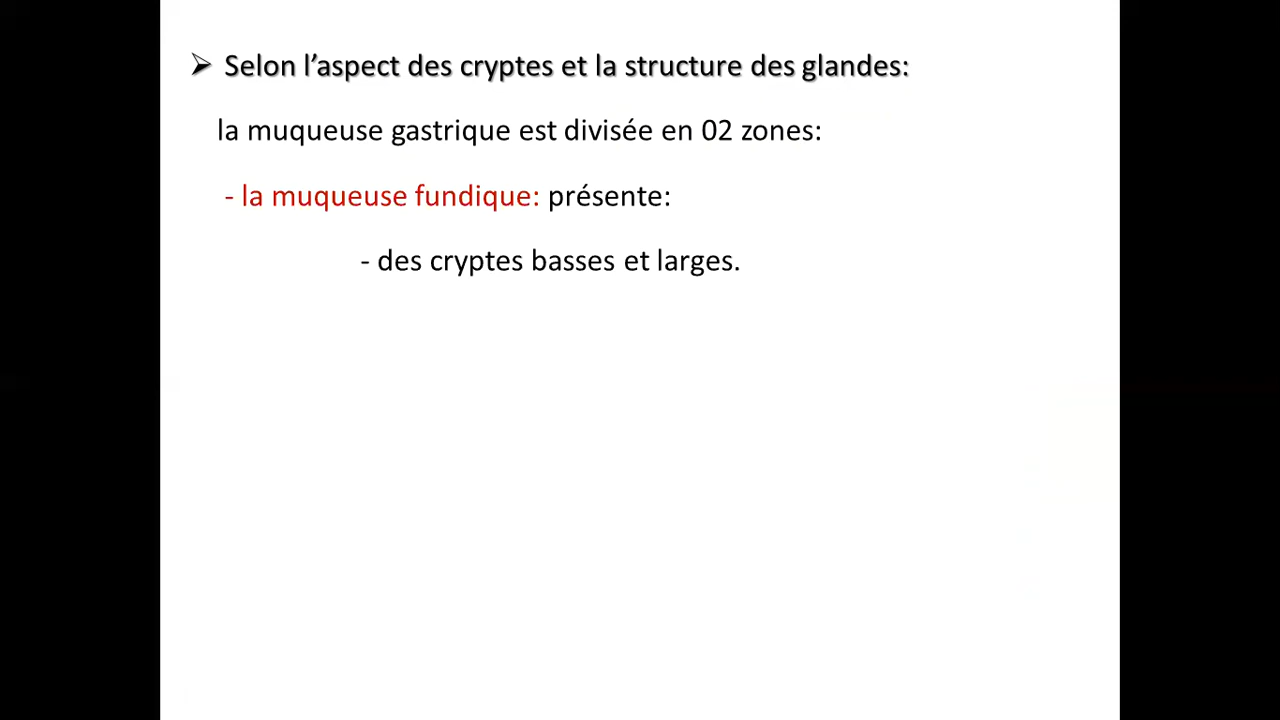 ➢ Selon l’aspect des cryptes et la structure des glandes:
la muqueuse gastrique est divisée en 02 zones:
- la muqueuse fundique: présente:
- des cryptes basses et larges.